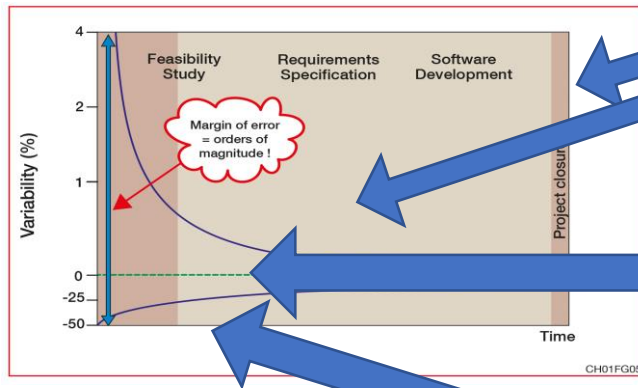 4
Feasibility
Study
Requirements
Specification
Software
Development
2
Margin of error
= orders of
magnitude !
1
Variability (%)
Project closure
0
-25
-50
Time